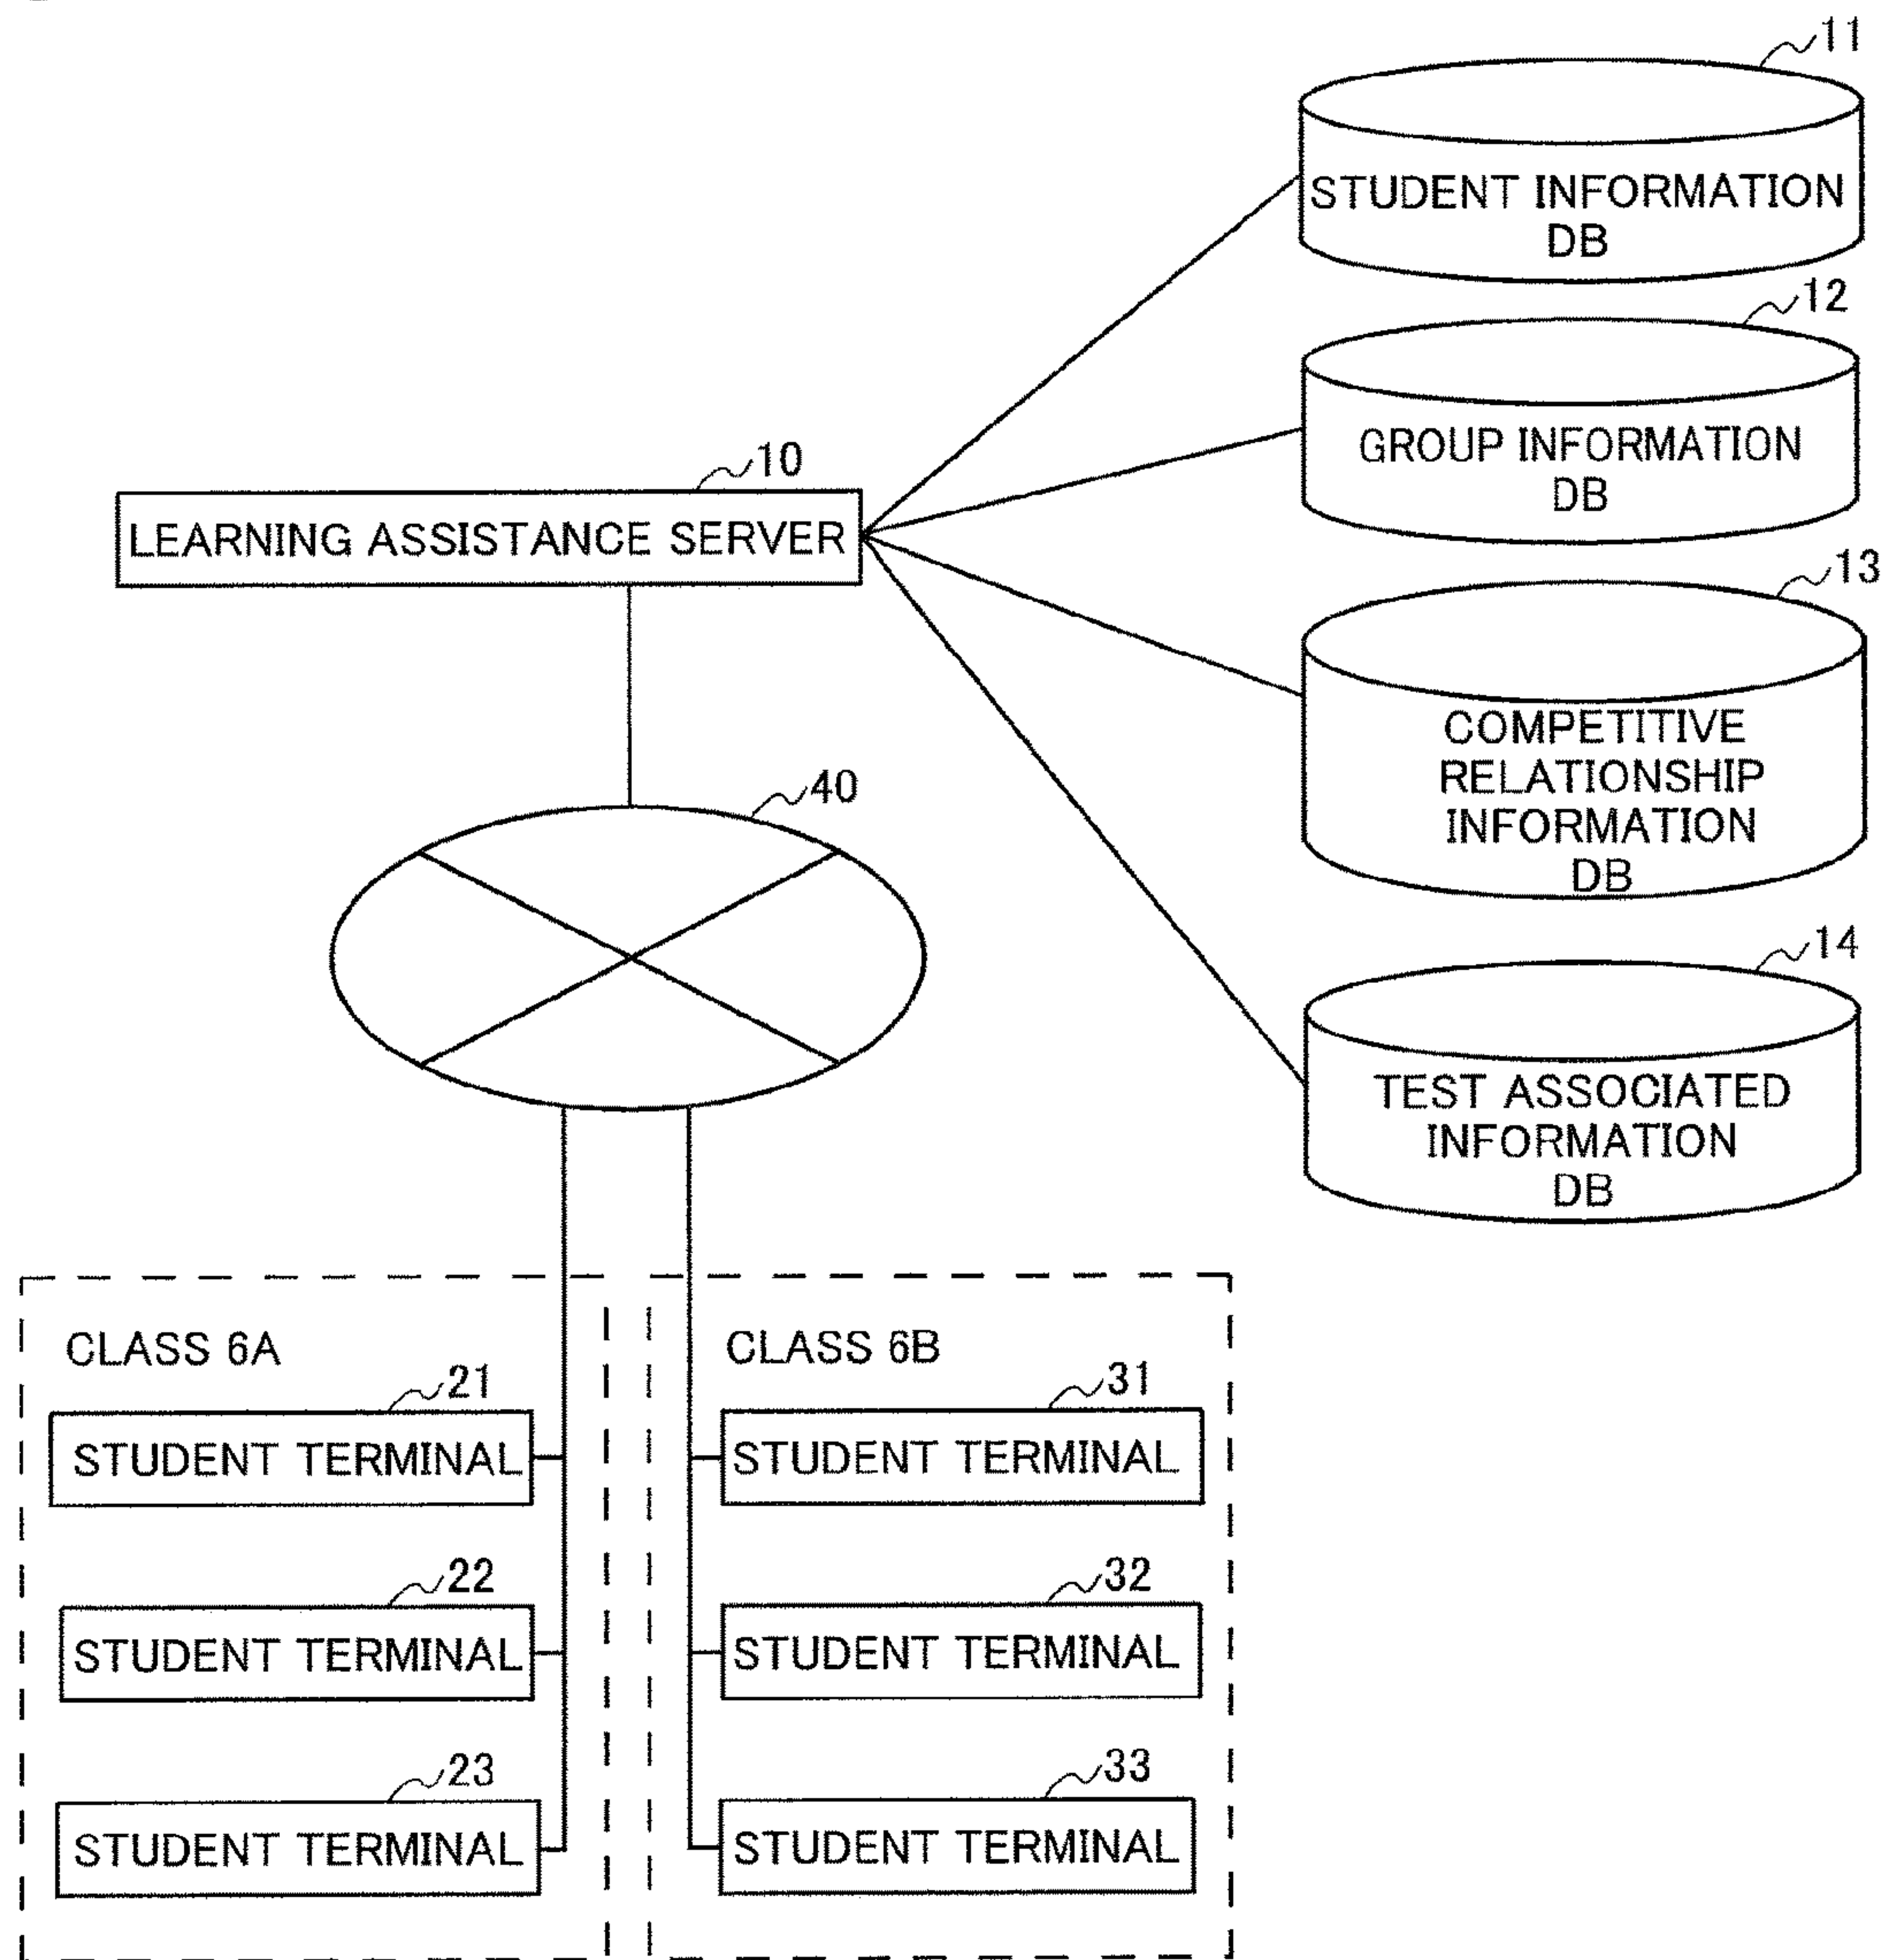 11
STUDENT INFORMATION
DB
12
GROUP INFORMATION
DB
10
LEARNING ASSISTANCE SERVER
13
COMPETITIVE
RELATIONSHIP
INFORMATION
DB
40
14
TEST ASSOCIATED
INFORMATION
DB
CLASS 6A
21
STUDENT TERMINAL
22
STUDENT TERMINAL
23
STUDENT TERMINAL
CLASS 6B
31
STUDENT TERMINAL
32
STUDENT TERMINAL
33
STUDENT TERMINAL